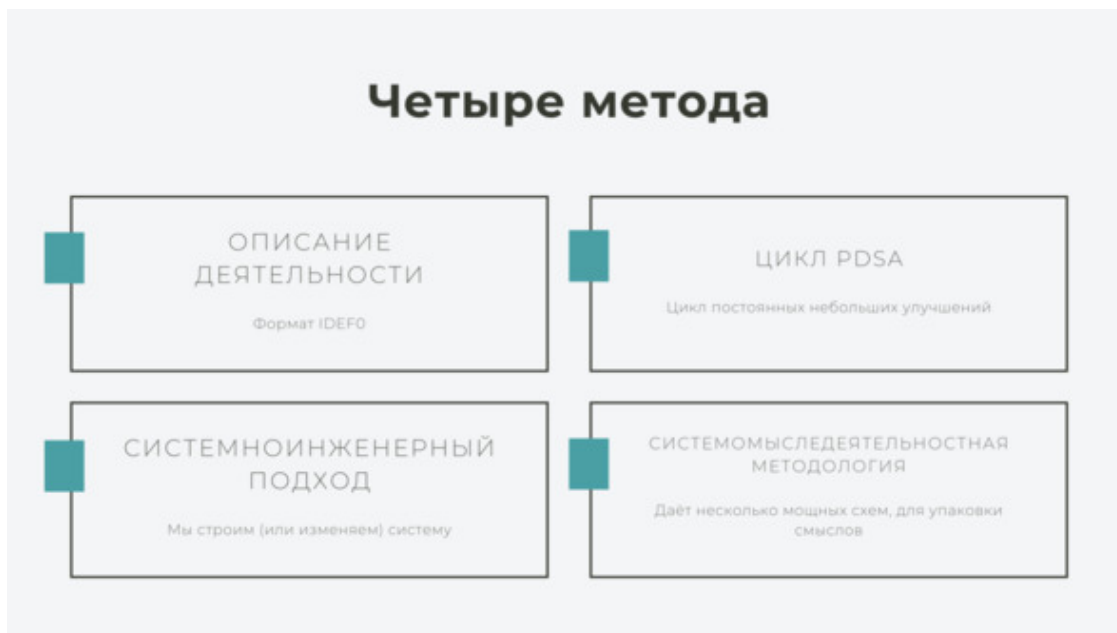 Четыре метода
ОПИСАНИЕ
ДЕЯТЕЛЬНОСТИ
Формат IDEF0
ЦИКЛ PDSA
Цикл постоянных небольших улучшений
СИСТЕМНОИНЖЕНЕРНЫЙ
ПОДХОД
Мы строим (или изменяем) систему
СИСТЕМОМЫСЛЕДЕЯТЕЛЬНОСТНАЯ
МЕТОДОЛОГИЯ
Даёт несколько мощных схем, для упаковки
смыслов